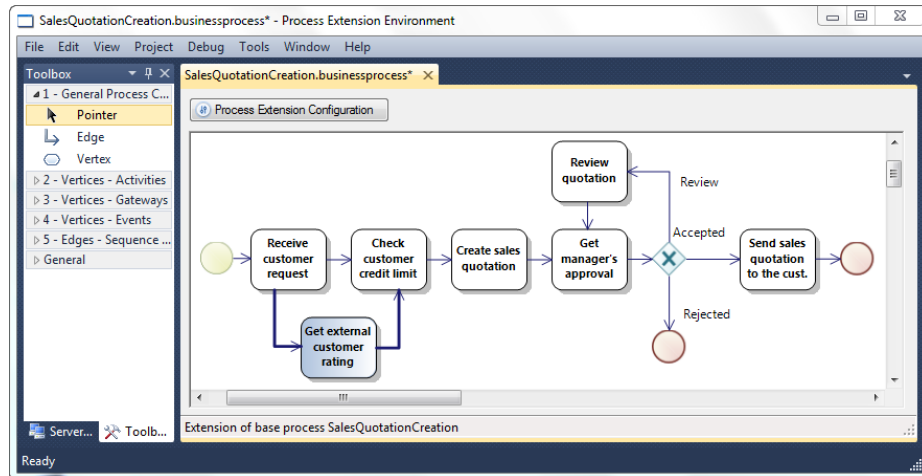 SalesQuotationCreation.businessprocess* - Process Extension Environment
File Edit View Project Debug Tools Window Help
Toolbox
SalesQuotationCreation.businessprocess*
1 - General Process C...
Pointer
Edge
Vertex
2 - Vertices - Activities
3 - Vertices - Gateways
4 - Vertices - Events
5 - Edges - Sequence ...
General
Process Extension Configuration
Review
quotation
Review
Receive
customer
request
Check
customer
credit limit
Create sales
quotation
Get
manager's
approval
Accepted
Send sales
quotation
to the cust.
Get external
customer
rating
Rejected
Server...
Toolb...
Extension of base process SalesQuotationCreation
Ready